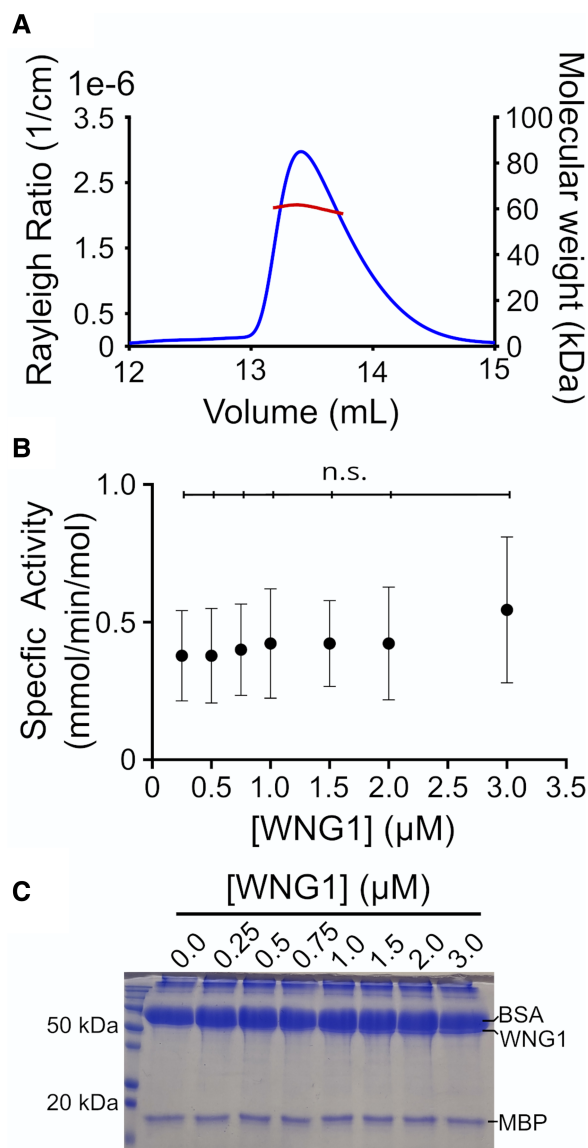 A
1e-6
Rayleigh Ratio (1/cm)
3.5
2.5
1.5
0.5
0
100
80
60
40
20
0
Molecular weight (kDa)
12 13 14 15
Volume (mL)
B
n.s.
Specfic Activity
(mmol/min/mol)
1.0
0.5
0
0 0.5 1.0 1.5 2.0 2.5 3.0 3.5
[WNG1] (µM)
C
[WNG1] (µM)
0.0 0.25 0.5 0.75 1.0 1.5 2.0 3.0
50 kDa
20 kDa
BSA
WNG1
MBP